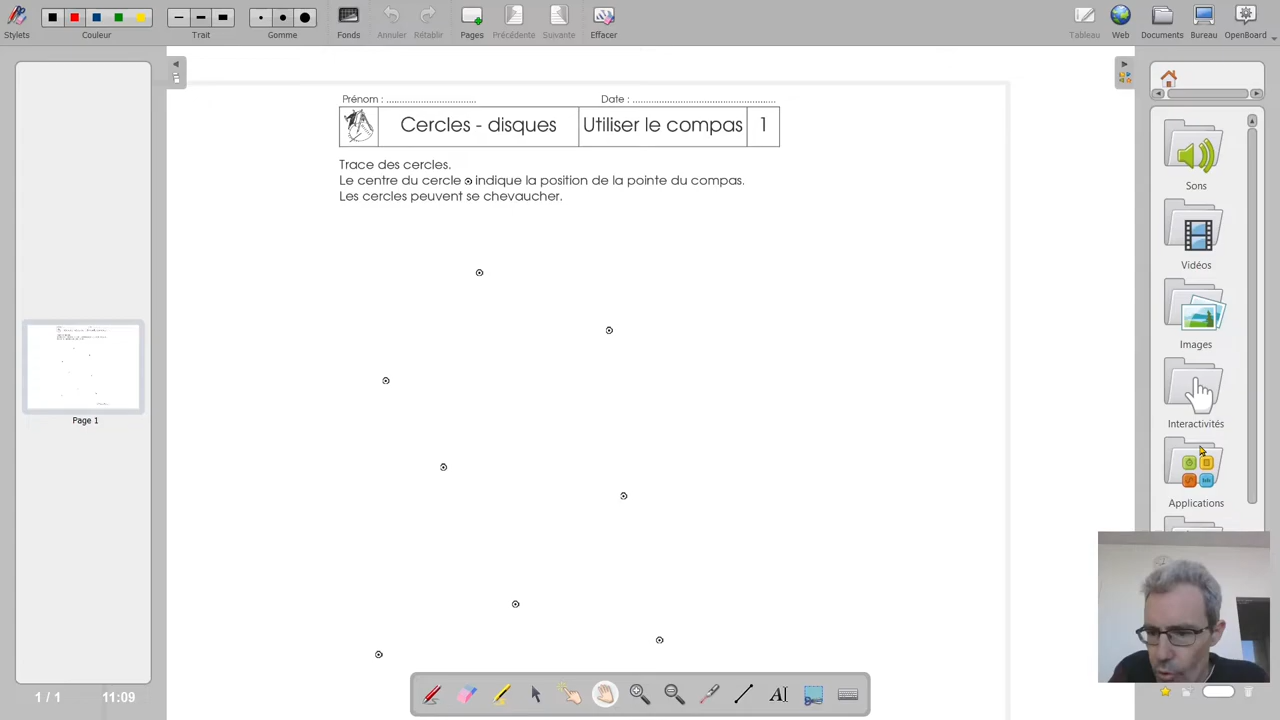 Stylets Couleur Trait Gomme Fonds Annuler Rétablir Pages Précédente Suivante Effacer Tableau Web Documents Bureau OpenBoard
Prénom : ................................ Date : ....................................................
Cercles - disques Utiliser le compas 1
Trace des cercles.
Le centre du cercle indique la position de la pointe du compas.
Les cercles peuvent se chevaucher.
Page 1
Sons
Vidéos
Images
Interactivités
Applications
1 / 1 11:09
AI